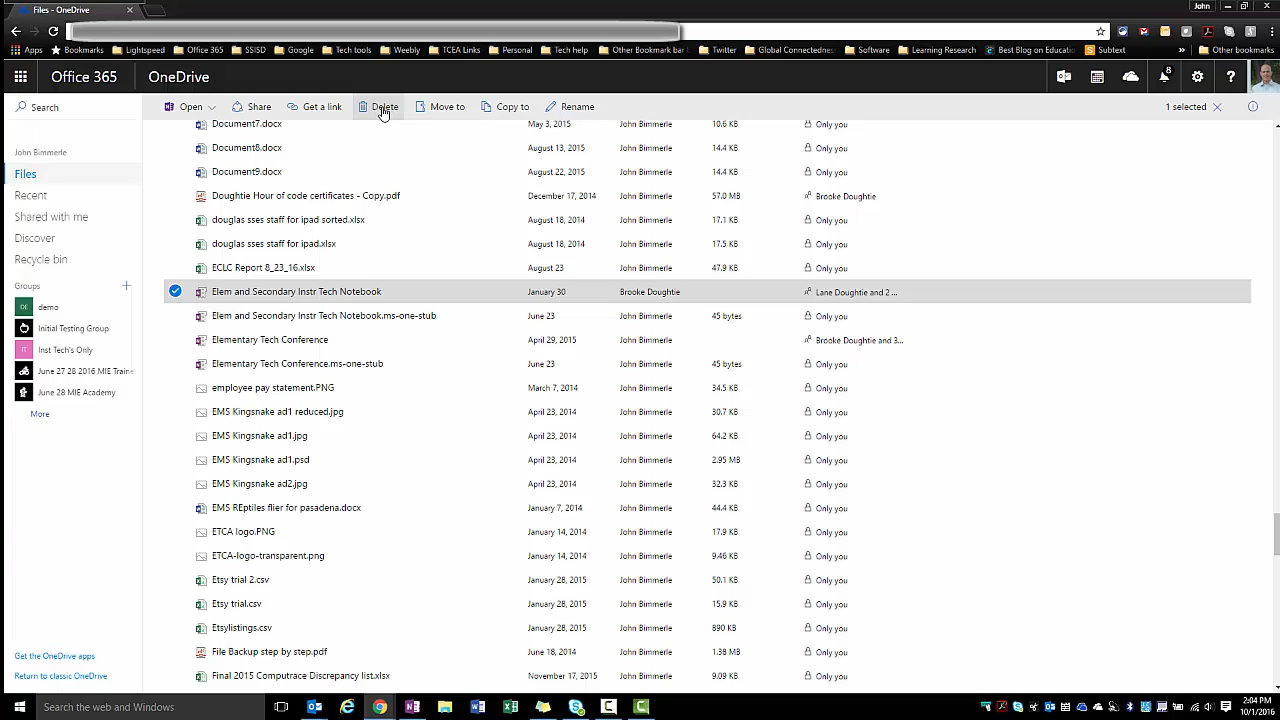 Files - OneDrive
John
Apps
Bookmarks
Lightspeed
Office 365
SSISD
Google
Tech tools
Weebly
TCEA Links
Personal
Tech help
Other Bookmark bar l
Twitter
Global Connectednes
Software
Learning Research
Best Blog on Educatio
Subtext
»
Other bookmarks
Office 365
OneDrive
8
?
Search
Open
Share
Get a link
Delete
Move to
Copy to
Rename
1 selected
John Bimmerle
Files
Recent
Shared with me
Discover
Recycle bin
Groups
DE demo
Initial Testing Group
IT Inst Tech's Only
June 27 28 2016 MIE Traine
June 28 MIE Academy
More
Get the OneDrive apps
Return to classic OneDrive
Document7.docx May 3, 2015 John Bimmerle 10.6 KB Only you
Document8.docx August 13, 2015 John Bimmerle 14.4 KB Only you
Document9.docx August 22, 2015 John Bimmerle 14.4 KB Only you
Doughtie Hour of code certificates - Copy.pdf December 17, 2014 John Bimmerle 57.0 MB Brooke Doughtie
douglas sses staff for ipad sorted.xlsx August 18, 2014 John Bimmerle 17.1 KB Only you
douglas sses staff for ipad.xlsx August 18, 2014 John Bimmerle 17.5 KB Only you
ECLC Report 8_23_16.xlsx August 23 John Bimmerle 47.9 KB Only you
Elem and Secondary Instr Tech Notebook January 30 Brooke Doughtie Lane Doughtie and 2 ...
Elem and Secondary Instr Tech Notebook.ms-one-stub June 23 John Bimmerle 45 bytes Only you
Elementary Tech Conference April 29, 2015 John Bimmerle Brooke Doughtie and 3...
Elementary Tech Conference.ms-one-stub June 23 John Bimmerle 45 bytes Only you
employee pay statement.PNG March 7, 2014 John Bimmerle 34.5 KB Only you
EMS Kingsnake ad1 reduced.jpg April 23, 2014 John Bimmerle 30.7 KB Only you
EMS Kingsnake ad1.jpg April 23, 2014 John Bimmerle 64.2 KB Only you
EMS Kingsnake ad1.psd April 23, 2014 John Bimmerle 2.95 MB Only you
EMS Kingsnake ad2.jpg April 23, 2014 John Bimmerle 32.3 KB Only you
EMS REptiles flier for pasadena.docx April 23, 2014 John Bimmerle 44.4 KB Only you
ETCA logo.PNG January 14, 2014 John Bimmerle 17.9 KB Only you
ETCA-logo-transparent.png January 14, 2014 John Bimmerle 9.46 KB Only you
Etsy trial 2.csv January 28, 2015 John Bimmerle 50.1 KB Only you
Etsy trial.csv January 28, 2015 John Bimmerle 15.9 KB Only you
Etsylistings.csv January 28, 2015 John Bimmerle 890 KB Only you
File Backup step by step.pdf June 18, 2014 John Bimmerle 1.38 MB Only you
Final 2015 Computrace Discrepancy list.xlsx November 17, 2015 John Bimmerle 9.09 KB Only you
Search the web and Windows
2:04 PM
10/1/2016